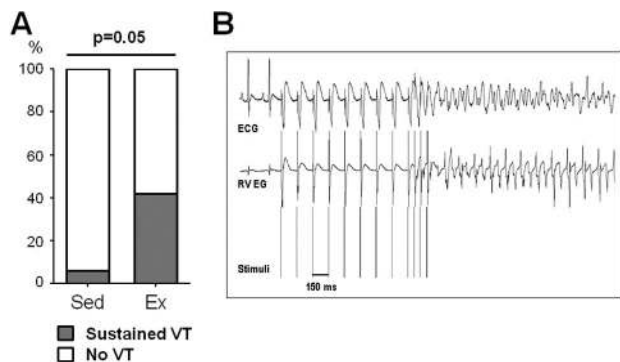 A
p=0.05
%
100
80
60
40
20
0
Sed Ex
Sustained VT
No VT
B
ECG
RV EG
Stimuli
150 ms